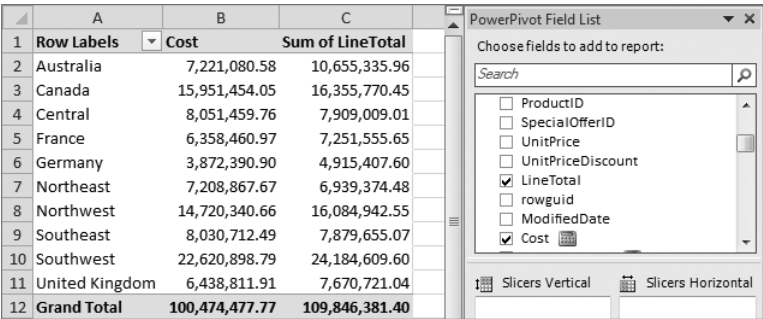 A B C
1 Row Labels Cost Sum of LineTotal
2 Australia 7,221,080.58 10,655,335.96
3 Canada 15,951,454.05 16,355,770.45
4 Central 8,051,459.76 7,909,009.01
5 France 6,358,460.97 7,251,555.65
6 Germany 3,872,390.90 4,915,407.60
7 Northeast 7,208,867.67 6,939,374.48
8 Northwest 14,720,340.66 16,084,942.55
9 Southeast 8,030,712.49 7,879,655.07
10 Southwest 22,620,898.79 24,184,609.60
11 United Kingdom 6,438,811.91 7,670,721.04
12 Grand Total 100,474,477.77 109,846,381.40
PowerPivot Field List
Choose fields to add to report:
Search
ProductID
SpecialOfferID
UnitPrice
UnitPriceDiscount
LineTotal
rowguid
ModifiedDate
Cost
Slicers Vertical Slicers Horizontal